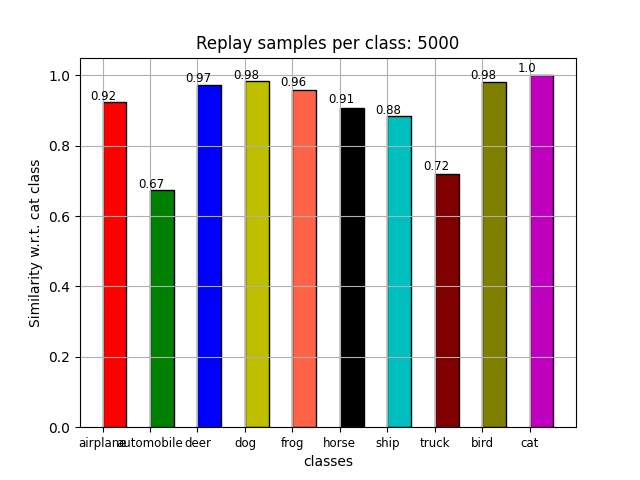 Replay samples per class: 5000
Similarity w.r.t. cat class
1.0
0.8
0.6
0.4
0.2
0.0
0.92
0.67
0.97
0.98
0.96
0.91
0.88
0.72
0.98
1.0
airplane
automobile
deer
dog
frog
horse
ship
truck
bird
cat
classes